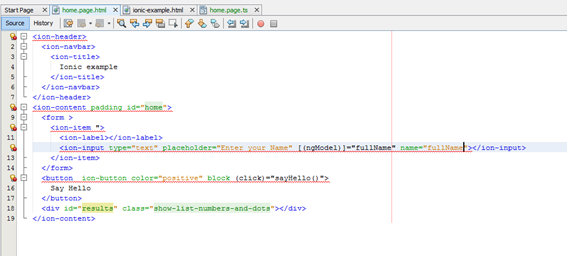 Start Page home.page.html ionic-example.html home.page.ts
Source History
1 <ion-header>
2 <ion-navbar>
3 <ion-title>
4 Ionic example
5 </ion-title>
6 </ion-navbar>
7 </ion-header>
<ion-content padding id="home">
9 <form >
<ion-item ">
11 <ion-label></ion-label>
<ion-input type="text" placeholder="Enter your Name" [(ngModel)]="fullName" name="fullName"></ion-input>
13 </ion-item>
14 </form>
<button ion-button color="positive" block (click)="sayHello()">
16 Say Hello
17 </button>
18 <div id="results" class="show-list-numbers-and-dots"></div>
19 </ion-content>